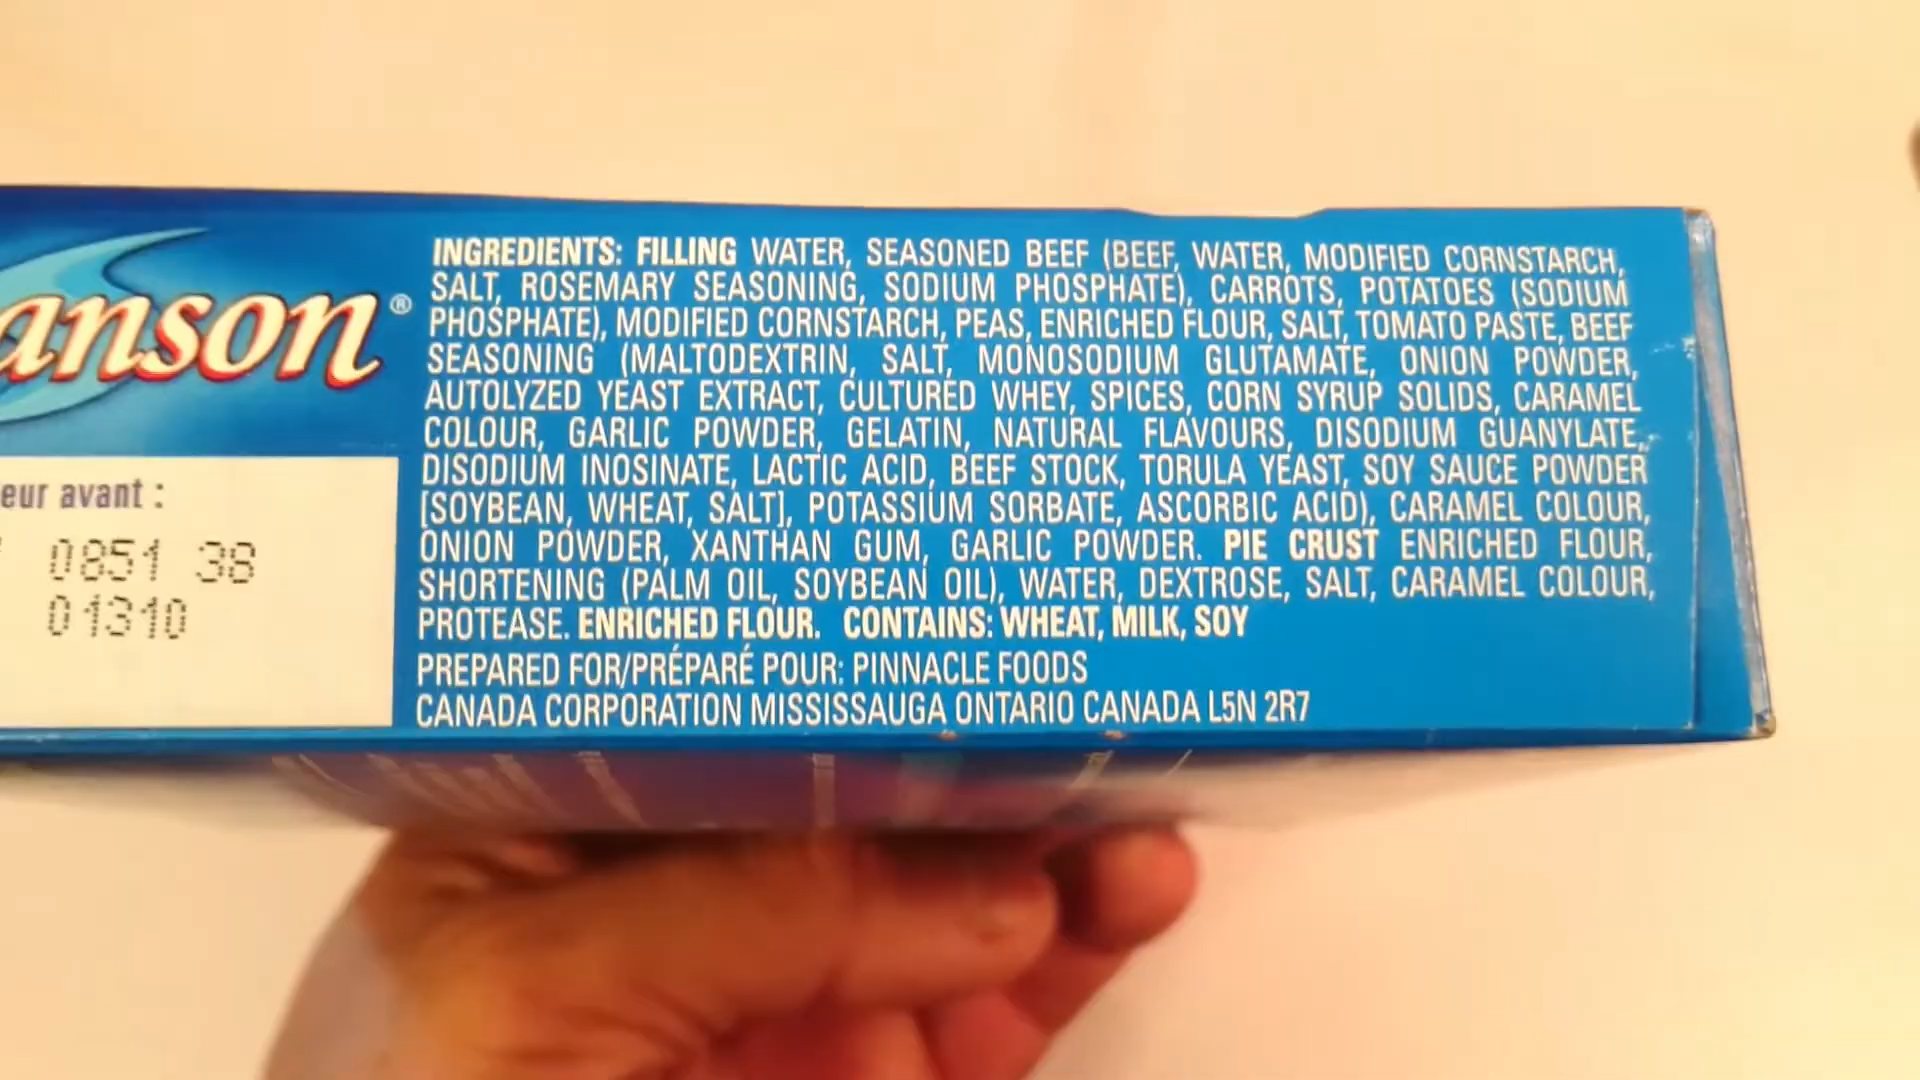 anson®
eur avant :
0851 38
01310
INGREDIENTS: FILLING WATER, SEASONED BEEF (BEEF, WATER, MODIFIED CORNSTARCH,
SALT, ROSEMARY SEASONING, SODIUM PHOSPHATE), CARROTS, POTATOES (SODIUM
PHOSPHATE), MODIFIED CORNSTARCH, PEAS, ENRICHED FLOUR, SALT, TOMATO PASTE, BEEF
SEASONING (MALTODEXTRIN, SALT, MONOSODIUM GLUTAMATE, ONION POWDER,
AUTOLYZED YEAST EXTRACT, CULTURED WHEY, SPICES, CORN SYRUP SOLIDS, CARAMEL
COLOUR, GARLIC POWDER, GELATIN, NATURAL FLAVOURS, DISODIUM GUANYLATE,
DISODIUM INOSINATE, LACTIC ACID, BEEF STOCK, TORULA YEAST, SOY SAUCE POWDER
[SOYBEAN, WHEAT, SALT], POTASSIUM SORBATE, ASCORBIC ACID), CARAMEL COLOUR,
ONION POWDER, XANTHAN GUM, GARLIC POWDER. PIE CRUST ENRICHED FLOUR,
SHORTENING (PALM OIL, SOYBEAN OIL), WATER, DEXTROSE, SALT, CARAMEL COLOUR,
PROTEASE. ENRICHED FLOUR. CONTAINS: WHEAT, MILK, SOY
PREPARED FOR/PRÉPARÉ POUR: PINNACLE FOODS
CANADA CORPORATION MISSISSAUGA ONTARIO CANADA L5N 2R7